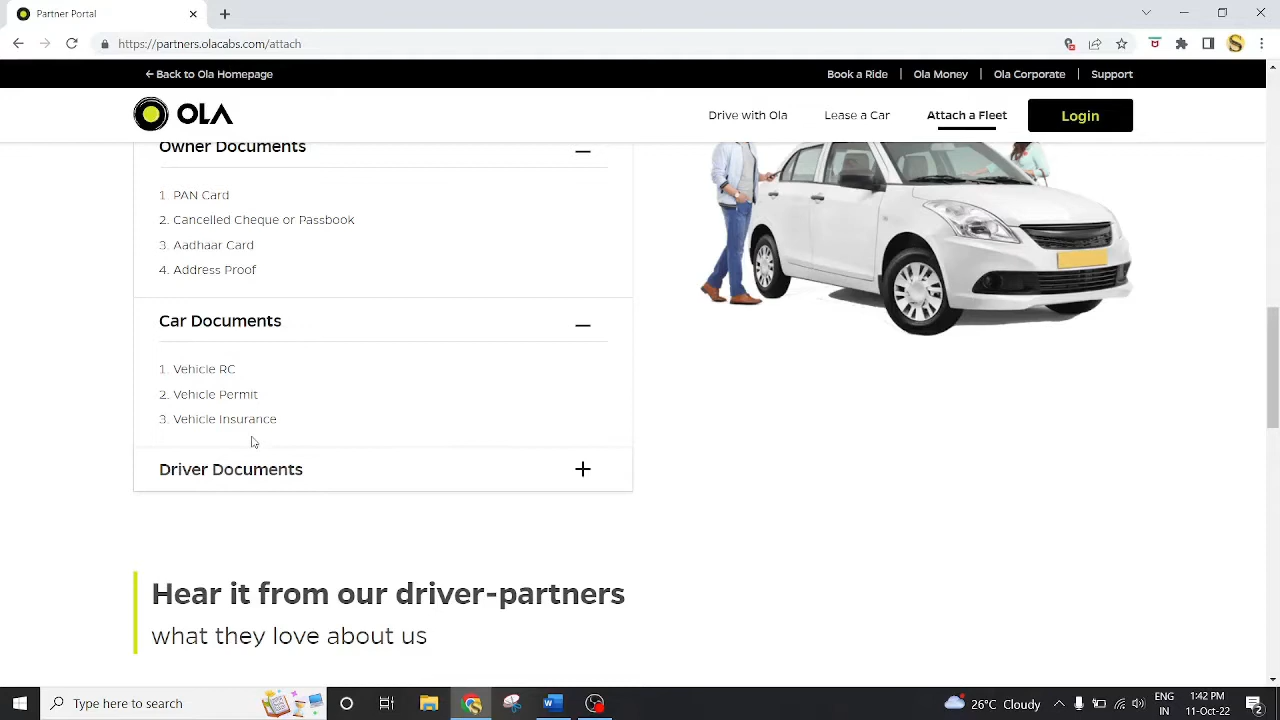 Partner Portal
https://partners.olacabs.com/attach
S
← Back to Ola Homepage
Book a Ride | Ola Money | Ola Corporate | Support
OLA
Drive with Ola
Lease a Car
Attach a Fleet
Login
Owner Documents
1. PAN Card
2. Cancelled Cheque or Passbook
3. Aadhaar Card
4. Address Proof
Car Documents
1. Vehicle RC
2. Vehicle Permit
3. Vehicle Insurance
Driver Documents
Hear it from our driver-partners
what they love about us
Type here to search
26°C Cloudy
ENG
IN
1:42 PM
11-Oct-22
2